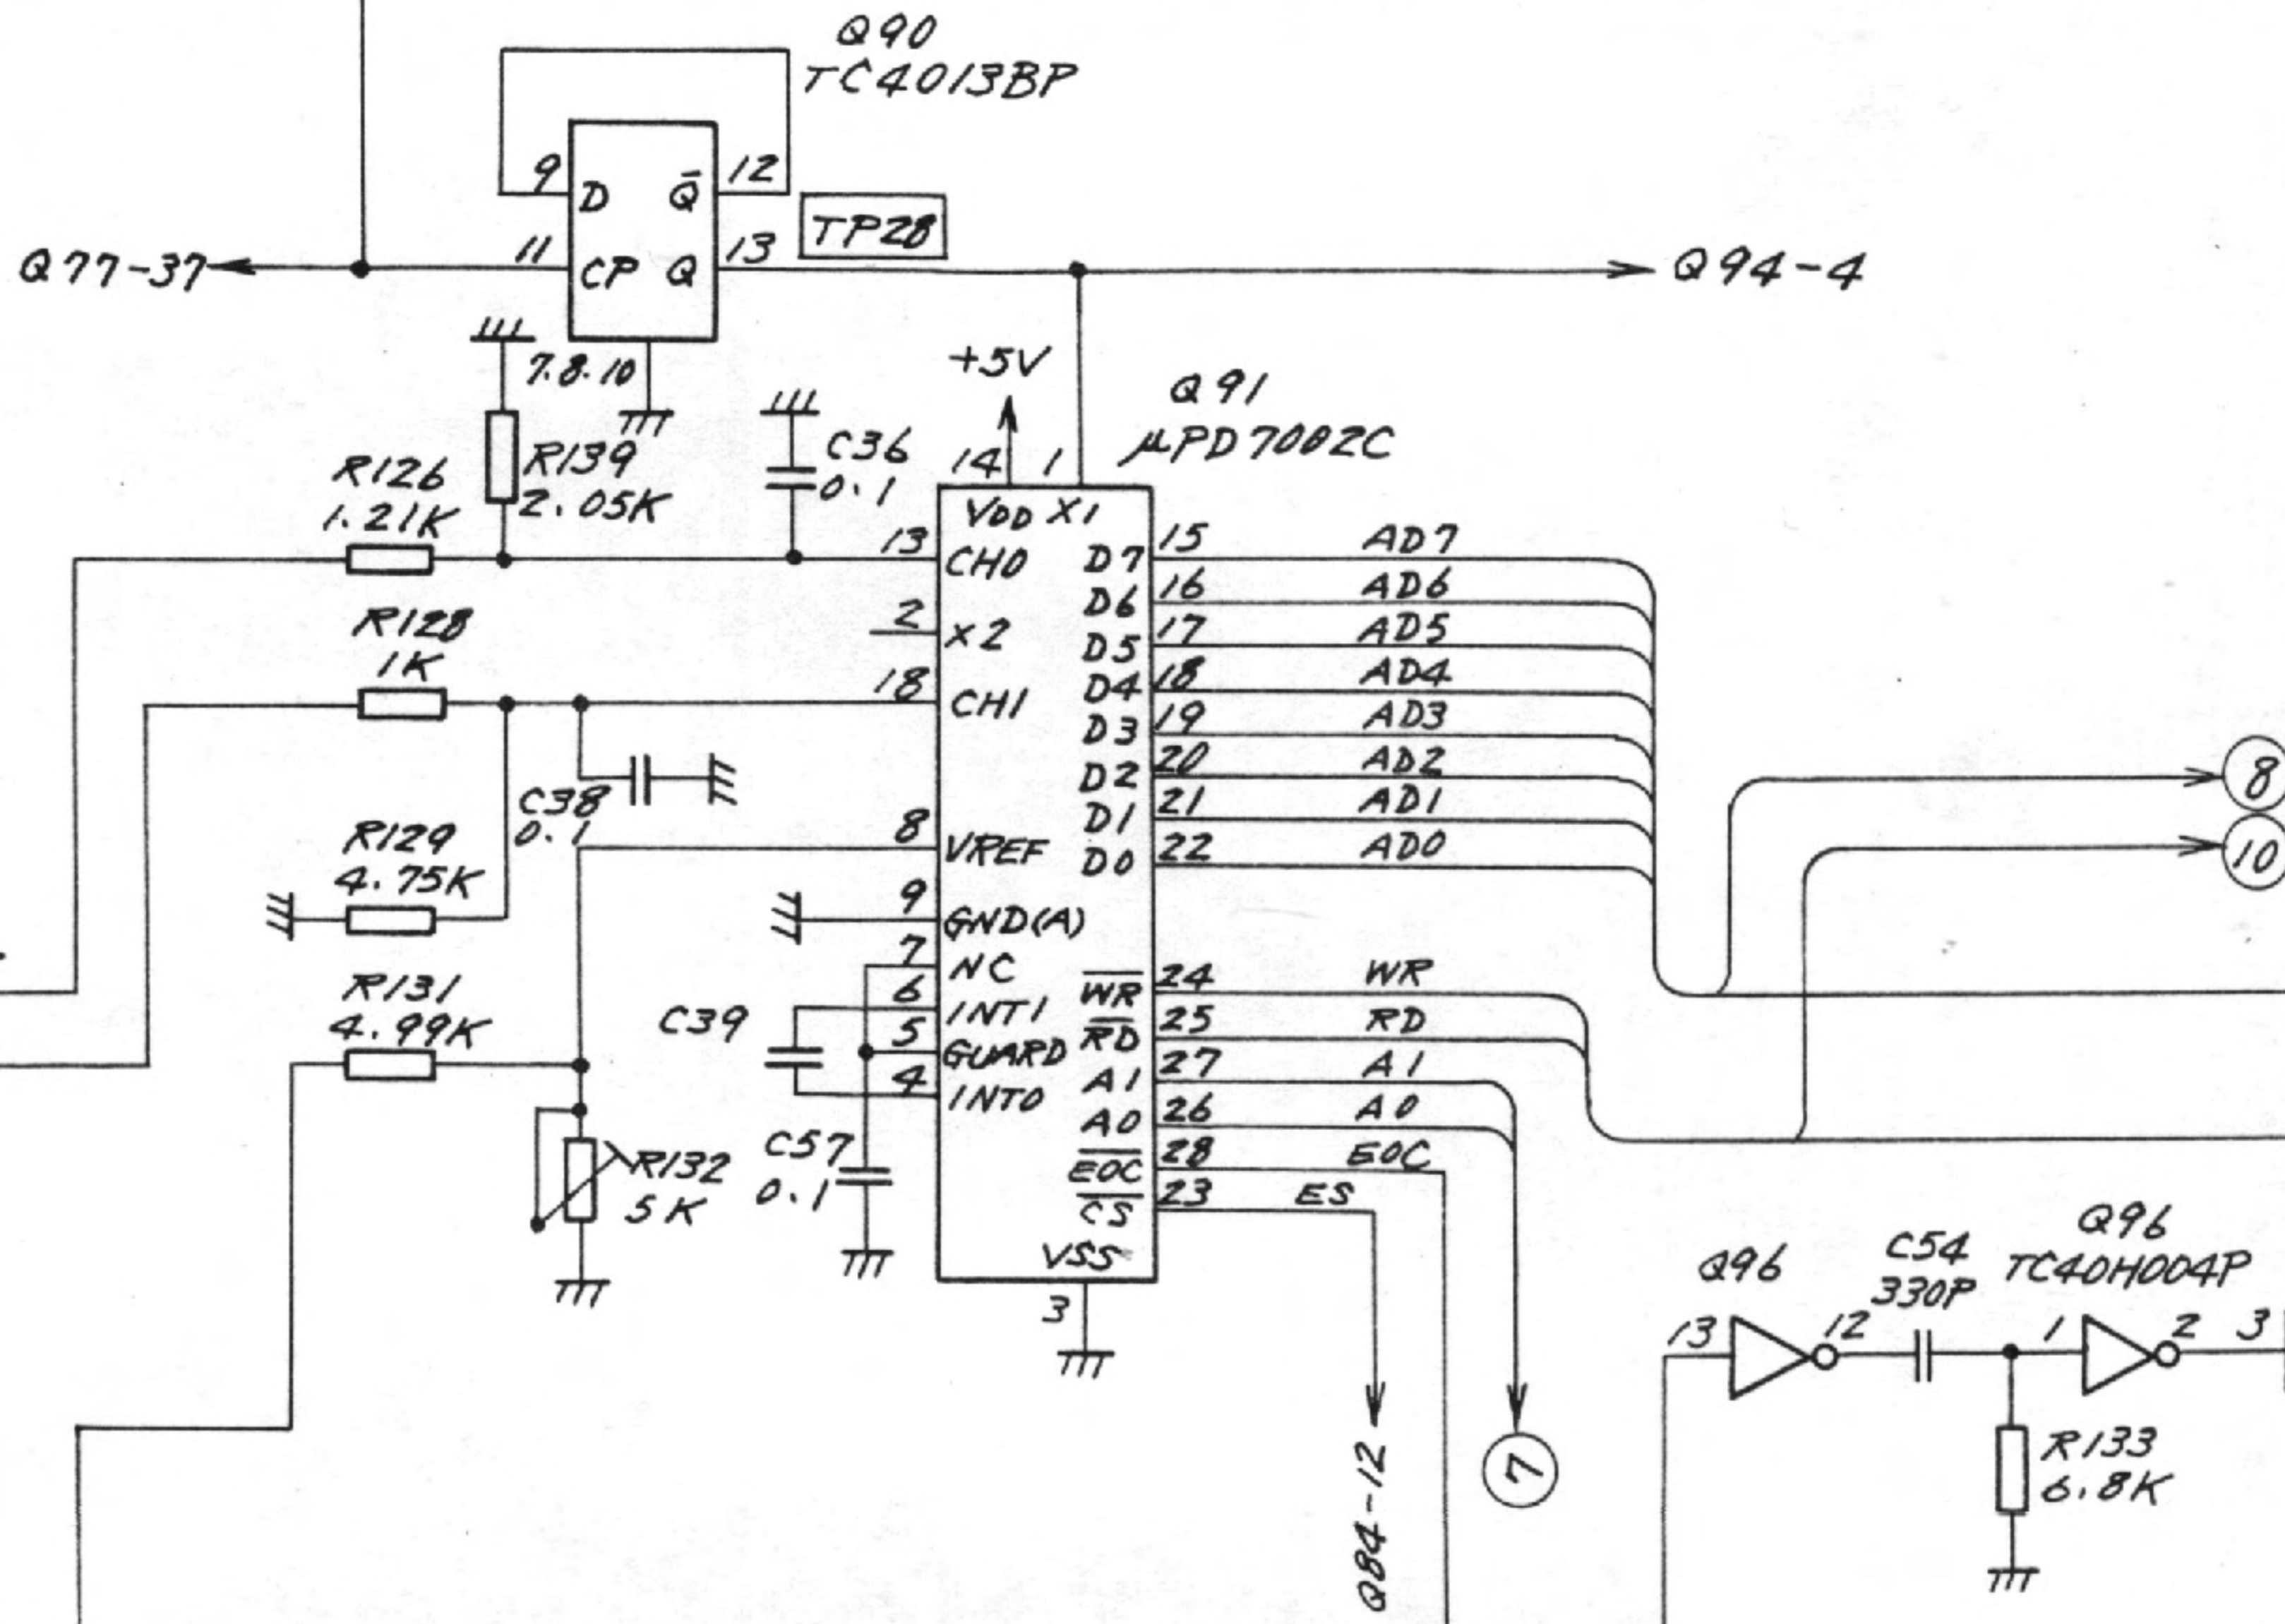 Q90
TC4013BP
9
D
Q̄
12
TP28
Q77-37
11
CP
Q
13
Q94-4
7.8.10
+5V
Q91
μPD7002C
R139
2.05K
C36
0.1
14
1
R126
1.21K
VDD
X1
13
CH0
D7
15
AD7
D6
16
AD6
2
X2
D5
17
AD5
R128
1K
18
CH1
D4
18
AD4
D3
19
AD3
D2
20
AD2
C38
0.1
D1
21
AD1
8
VREF
D0
22
AD0
8
10
R129
4.75K
9
GND(A)
7
NC
W̅R̅
24
WR
R131
4.99K
C39
6
INT1
R̅D̅
25
RD
5
GUARD
A1
27
A1
4
INT0
A0
26
A0
R132
5K
C57
0.1
E̅O̅C̅
28
EOC
C̅S̅
23
ES
VSS
3
Q84-12
7
Q96
C54
330P
Q96
TC40H004P
13
12
1
2
3
R133
6.8K